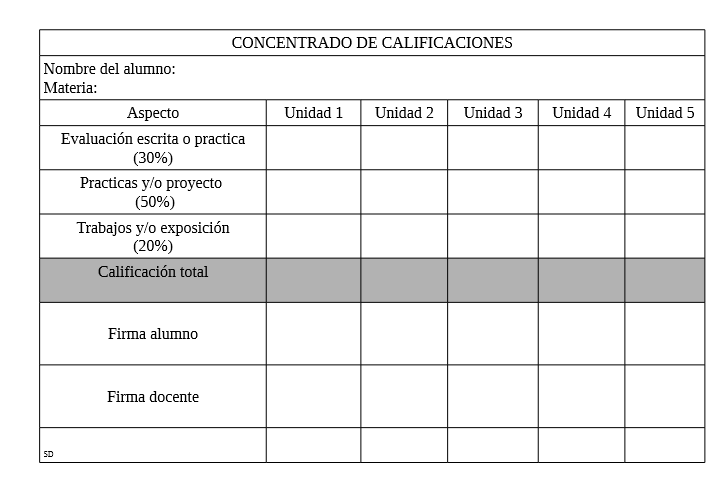 CONCENTRADO DE CALIFICACIONES
Nombre del alumno:
Materia:
Aspecto Unidad 1 Unidad 2 Unidad 3 Unidad 4 Unidad 5
Evaluación escrita o practica
(30%)
Practicas y/o proyecto
(50%)
Trabajos y/o exposición
(20%)
Calificación total
Firma alumno
Firma docente
SD